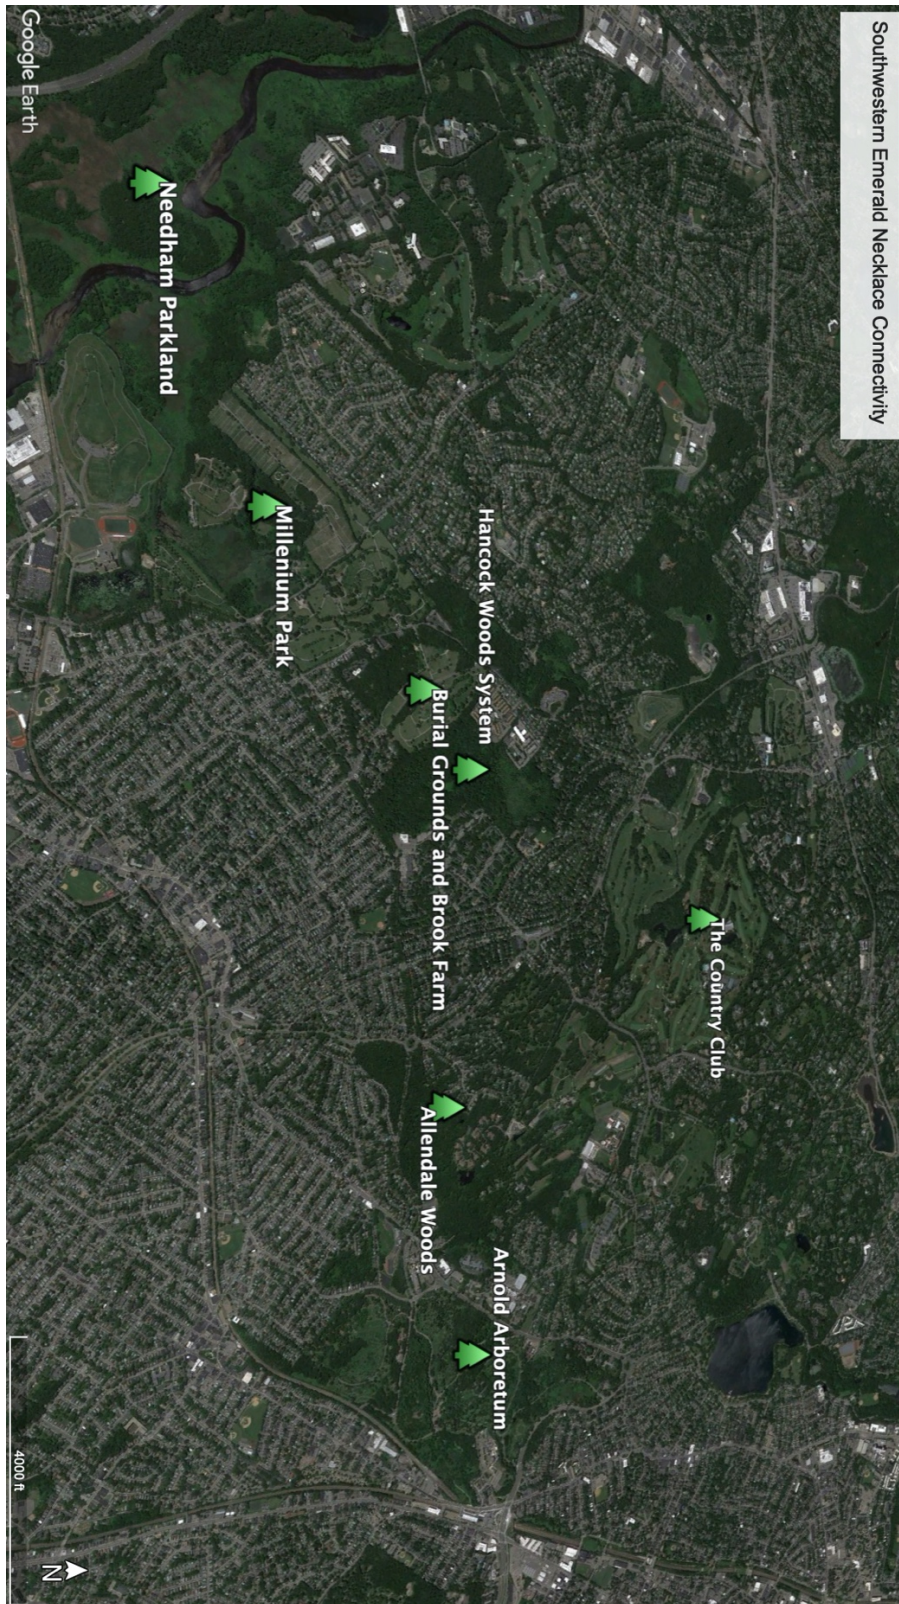 Southwestern Emerald Necklace Connectivity
The Country Club
Hancock Woods System
Arnold Arboretum
Burial Grounds and Brook Farm
Allendale Woods
Millenium Park
Needham Parkland
Google Earth
4000 ft
N